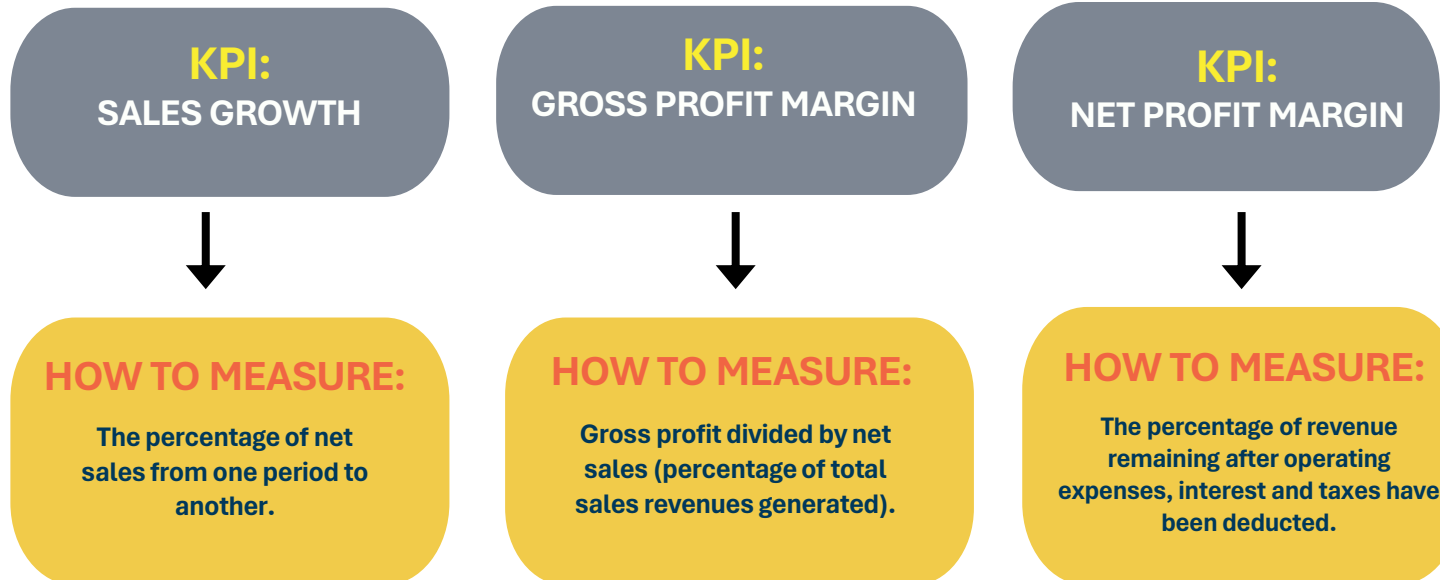 KPI:
SALES GROWTH
HOW TO MEASURE:
The percentage of net
sales from one period to
another.
KPI:
GROSS PROFIT MARGIN
HOW TO MEASURE:
Gross profit divided by net
sales (percentage of total
sales revenues generated).
KPI:
NET PROFIT MARGIN
HOW TO MEASURE:
The percentage of revenue
remaining after operating
expenses, interest and taxes have
been deducted.